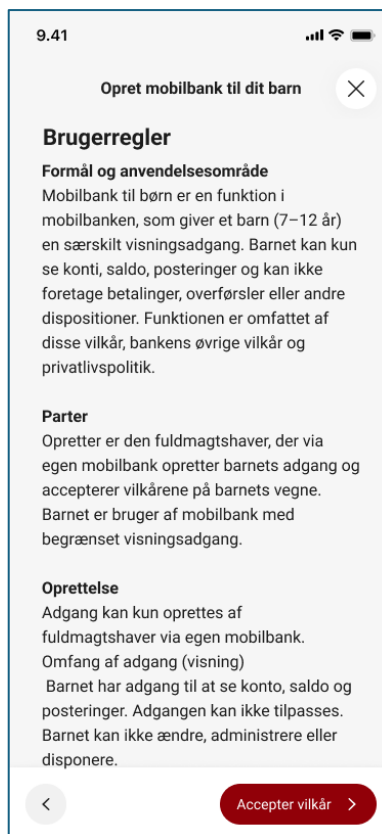 9.41
Opret mobilbank til dit barn
Brugerregler
Formål og anvendelsesområde
Mobilbank til børn er en funktion i
mobilbanken, som giver et barn (7–12 år)
en særskilt visningsadgang. Barnet kan kun
se konti, saldo, posteringer og kan ikke
foretage betalinger, overførsler eller andre
dispositioner. Funktionen er omfattet af
disse vilkår, bankens øvrige vilkår og
privatlivspolitik.
Parter
Opretter er den fuldmagtshaver, der via
egen mobilbank opretter barnets adgang og
accepterer vilkårene på barnets vegne.
Barnet er bruger af mobilbank med
begrænset visningsadgang.
Oprettelse
Adgang kan kun oprettes af
fuldmagtshaver via egen mobilbank.
Omfang af adgang (visning)
Barnet har adgang til at se konto, saldo og
posteringer. Adgangen kan ikke tilpasses.
Barnet kan ikke ændre, administrere eller
disponere.
Accepter vilkår